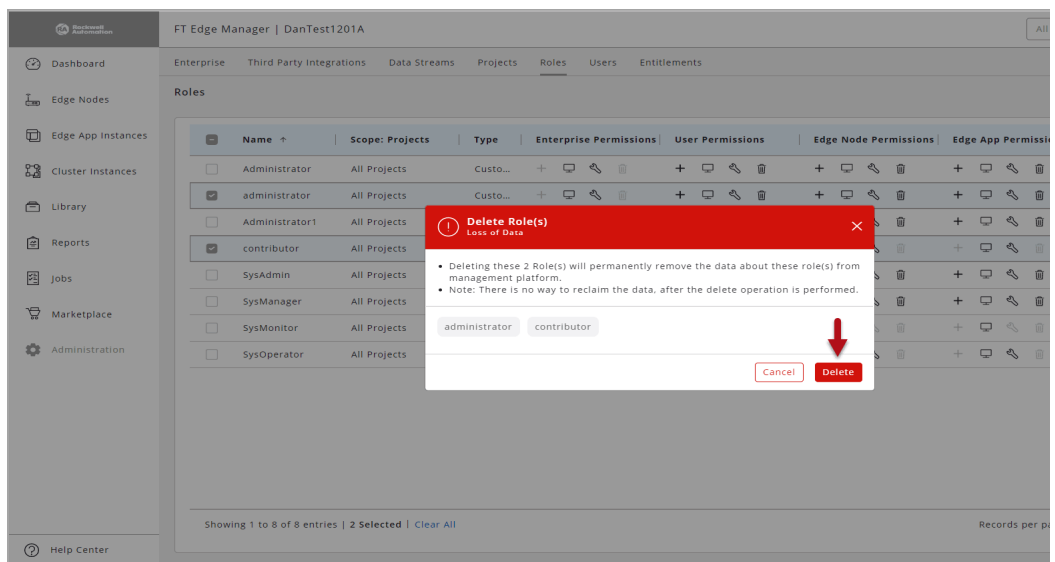 Rockwell
Automation
FT Edge Manager | DanTest1201A
All
Dashboard
Edge Nodes
Edge App Instances
Cluster Instances
Library
Reports
Jobs
Marketplace
Administration
Help Center
Enterprise Third Party Integrations Data Streams Projects Roles Users Entitlements
Roles
Name Scope: Projects Type Enterprise Permissions User Permissions Edge Node Permissions Edge App Permissi
Administrator All Projects Custo...
administrator All Projects Custo...
Administrator1 All Projects
contributor All Projects
SysAdmin All Projects
SysManager All Projects
SysMonitor All Projects
SysOperator All Projects
Delete Role(s)
Loss of Data
• Deleting these 2 Role(s) will permanently remove the data about these role(s) from
management platform.
• Note: There is no way to reclaim the data, after the delete operation is performed.
administrator contributor
Cancel Delete
Showing 1 to 8 of 8 entries | 2 Selected | Clear All
Records per pa